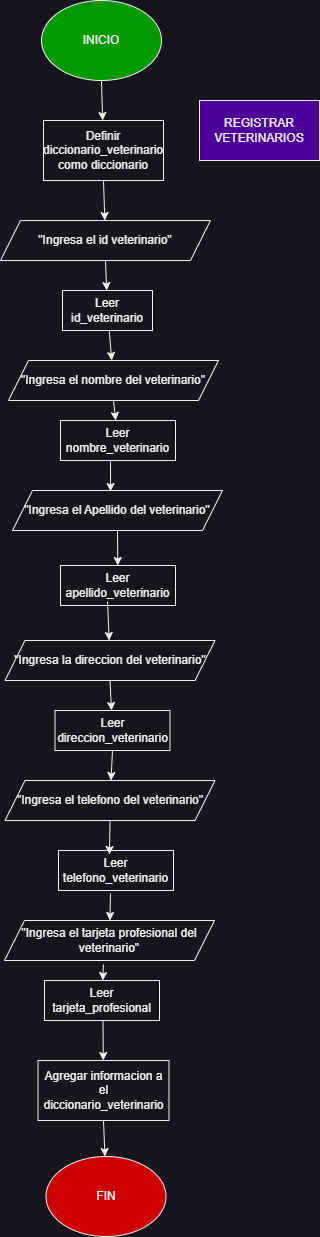 INICIO
REGISTRAR
VETERINARIOS
Definir
diccionario_veterinario
como diccionario
"Ingresa el id veterinario"
Leer
id_veterinario
"Ingresa el nombre del veterinario"
Leer
nombre_veterinario
"Ingresa el Apellido del veterinario"
Leer
apellido_veterinario
"Ingresa la direccion del veterinario"
Leer
direccion_veterinario
"Ingresa el telefono del veterinario"
Leer
telefono_veterinario
"Ingresa el tarjeta profesional del
veterinario"
Leer
tarjeta_profesional
Agregar informacion a
el
diccionario_veterinario
FIN